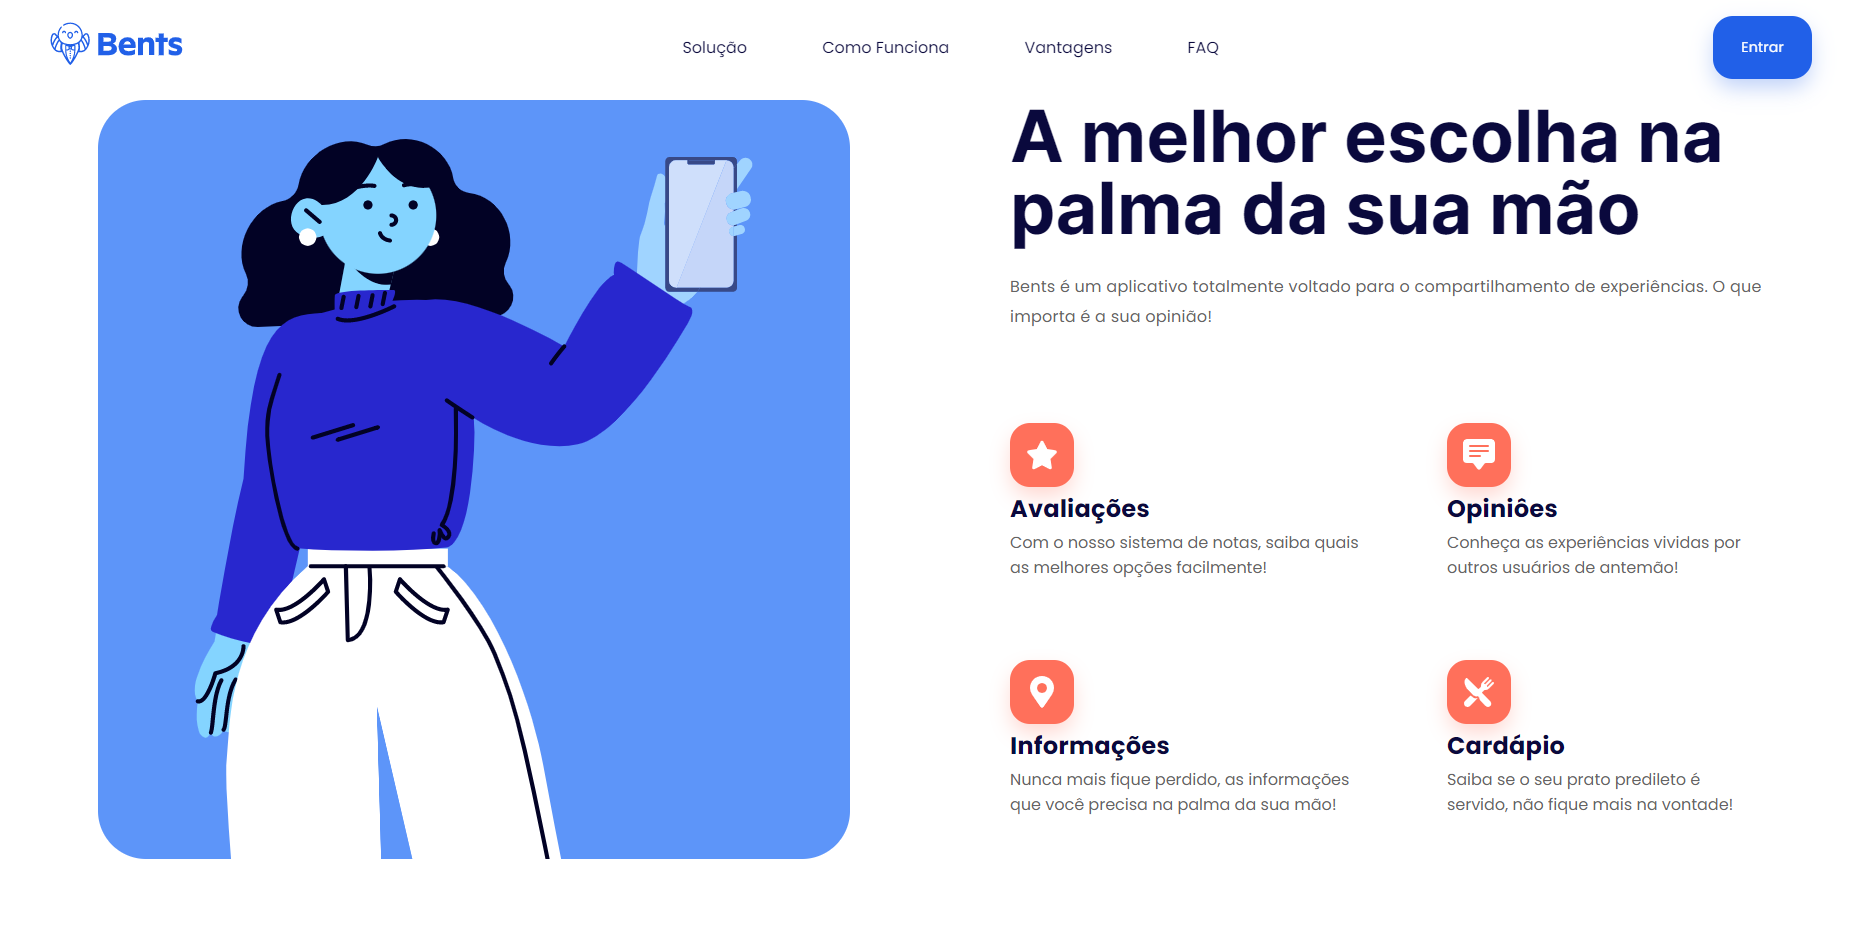 Bents
Solução
Como Funciona
Vantagens
FAQ
Entrar
A melhor escolha na
palma da sua mão
Bents é um aplicativo totalmente voltado para o compartilhamento de experiências. O que
importa é a sua opinião!
Avaliações
Com o nosso sistema de notas, saiba quais
as melhores opções facilmente!
Opiniôes
Conheça as experiências vividas por
outros usuários de antemão!
Informações
Nunca mais fique perdido, as informações
que você precisa na palma da sua mão!
Cardápio
Saiba se o seu prato predileto é
servido, não fique mais na vontade!